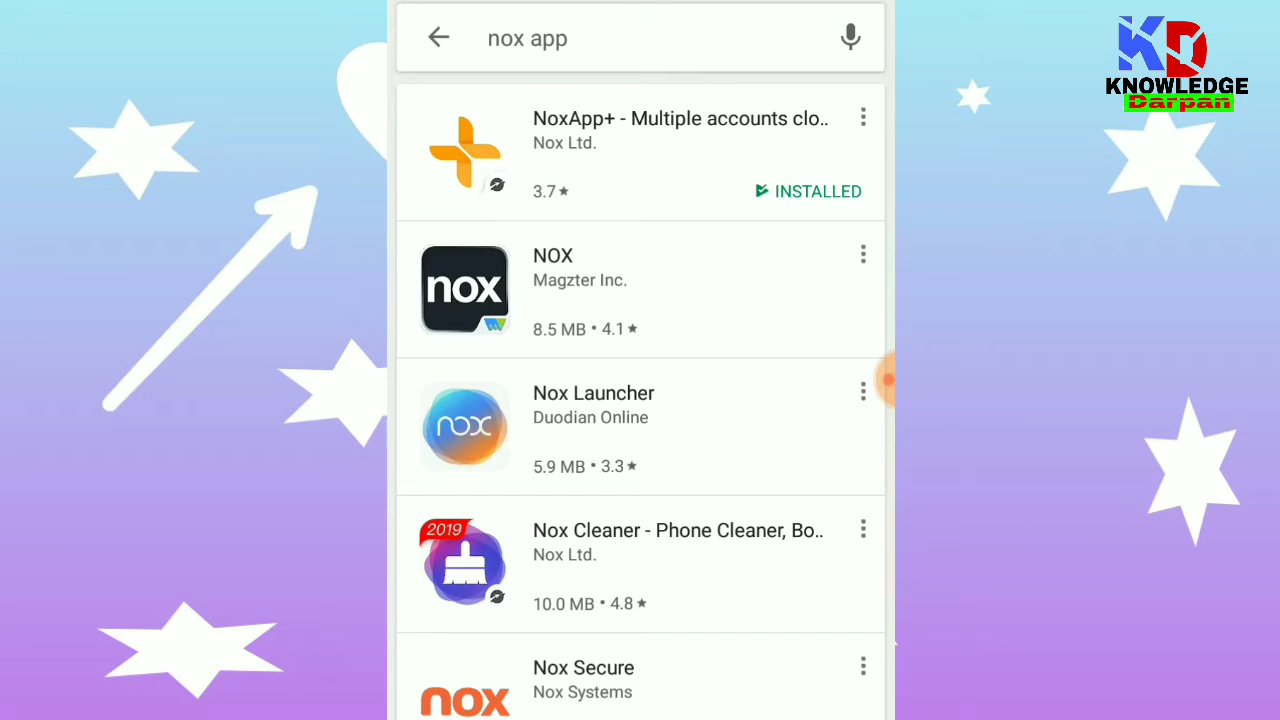 nox app
KD
KNOWLEDGE
Darpan
NoxApp+ - Multiple accounts clo..
Nox Ltd.
3.7★
INSTALLED
nox
NOX
Magzter Inc.
8.5 MB • 4.1★
nox
Nox Launcher
Duodian Online
5.9 MB • 3.3★
2019
Nox Cleaner - Phone Cleaner, Bo..
Nox Ltd.
10.0 MB • 4.8★
nox
Nox Secure
Nox Systems